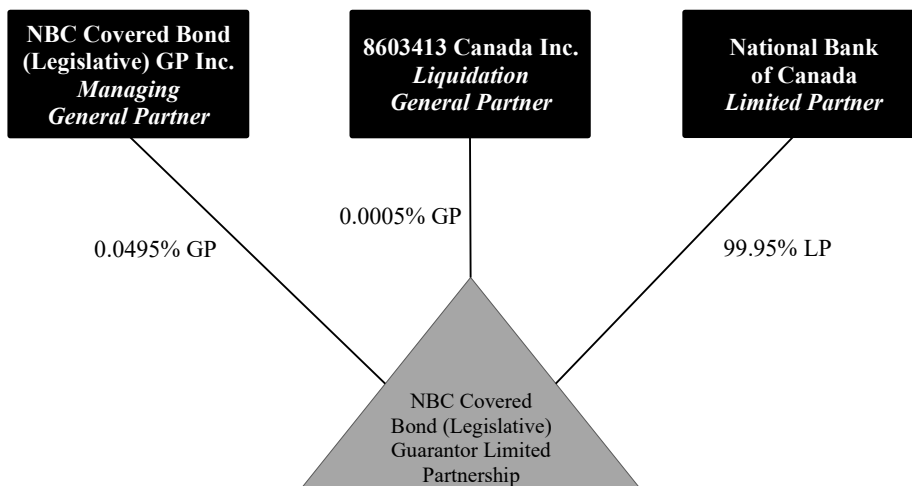 NBC Covered Bond
(Legislative) GP Inc.
Managing
General Partner
8603413 Canada Inc.
Liquidation
General Partner
National Bank
of Canada
Limited Partner
0.0495% GP
0.0005% GP
99.95% LP
NBC Covered
Bond (Legislative)
Guarantor Limited
Partnership